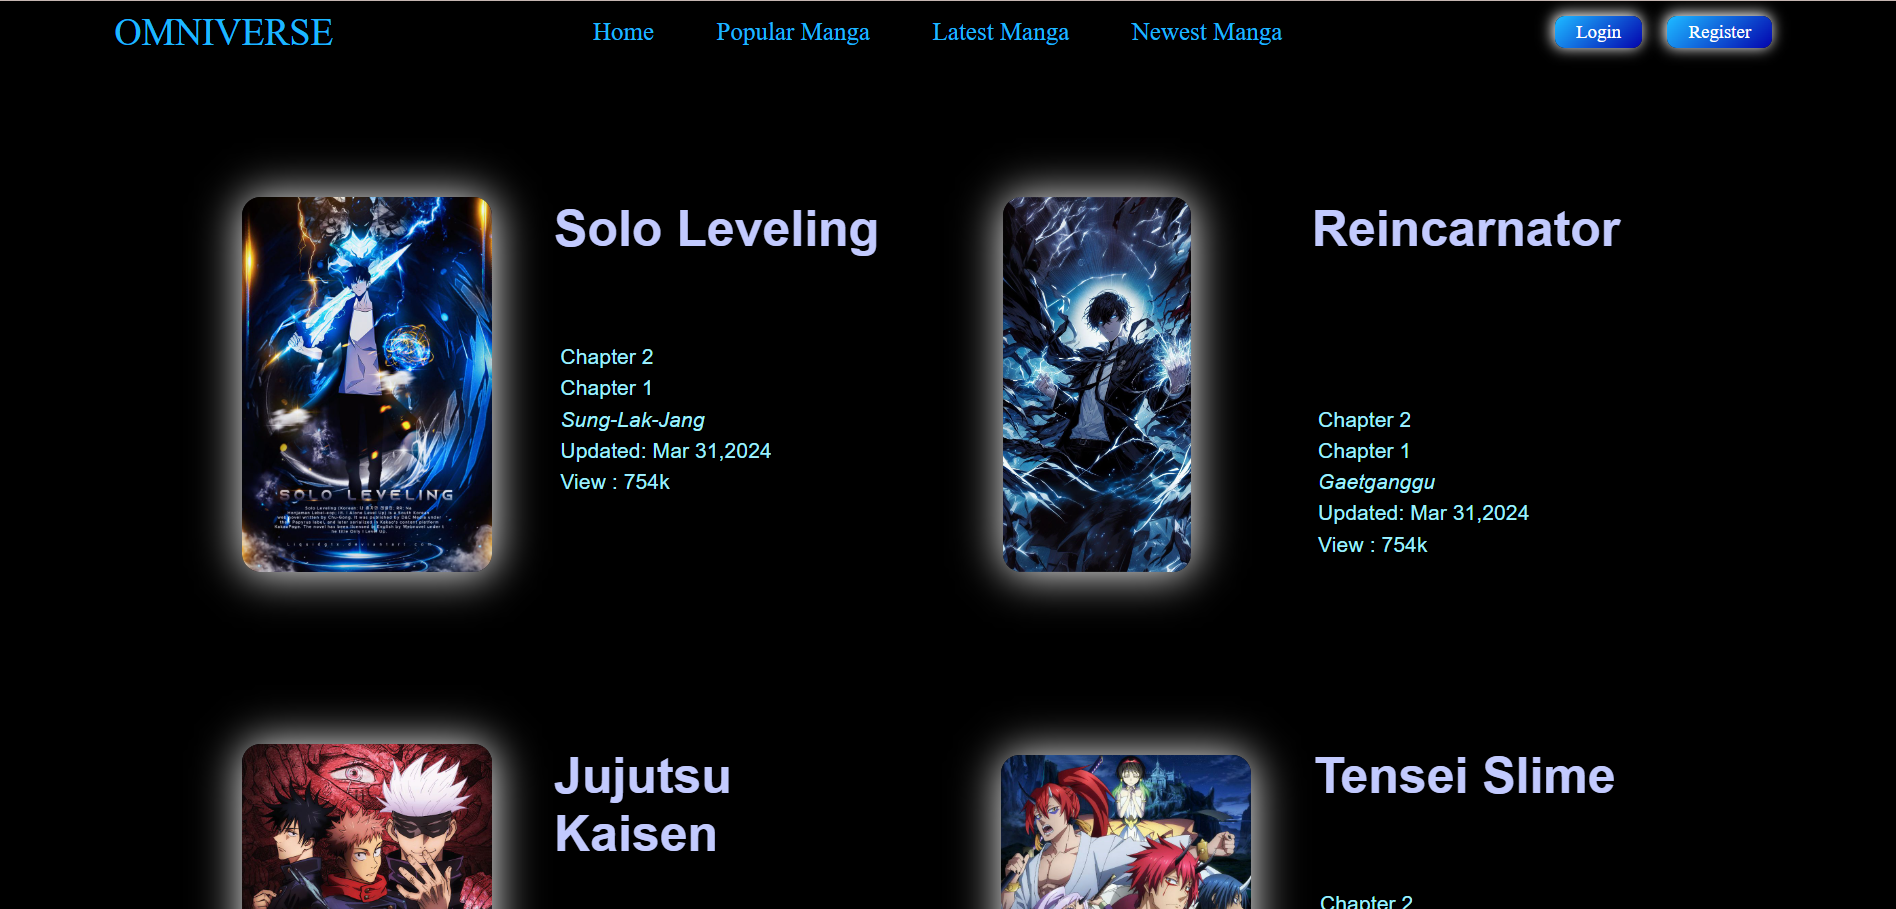 OMNIVERSE
Home
Popular Manga
Latest Manga
Newest Manga
Login
Register
Solo Leveling
Chapter 2
Chapter 1
Sung-Lak-Jang
Updated: Mar 31,2024
View : 754k
SOLO LEVELING
Reincarnator
Chapter 2
Chapter 1
Gaetganggu
Updated: Mar 31,2024
View : 754k
Jujutsu
Kaisen
Tensei Slime
Chapter 2